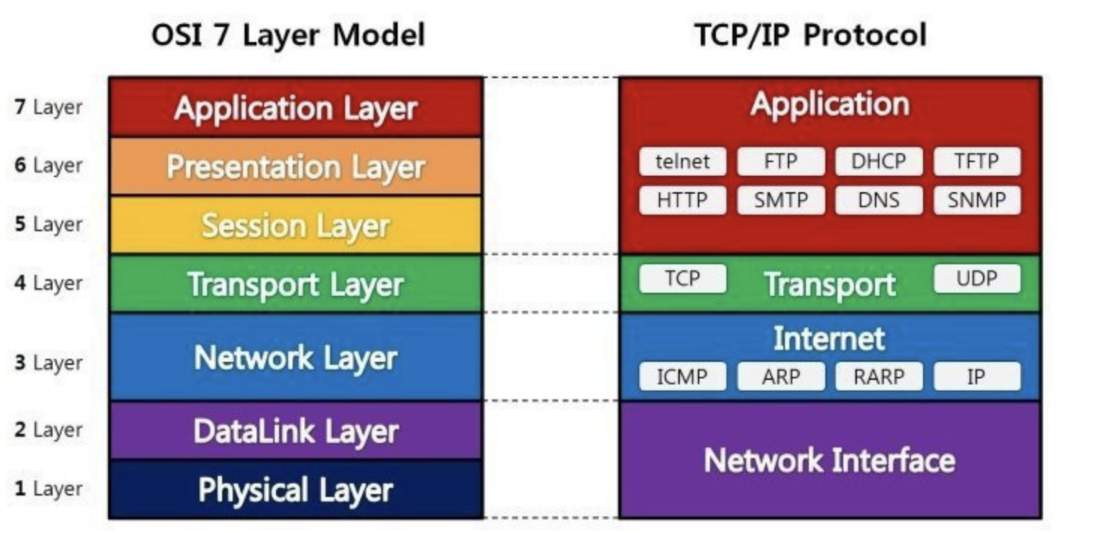 OSI 7 Layer Model
TCP/IP Protocol
7 Layer
Application Layer
6 Layer
Presentation Layer
5 Layer
Session Layer
4 Layer
Transport Layer
3 Layer
Network Layer
2 Layer
DataLink Layer
1 Layer
Physical Layer
Application
telnet FTP DHCP TFTP
HTTP SMTP DNS SNMP
TCP Transport UDP
Internet
ICMP ARP RARP IP
Network Interface